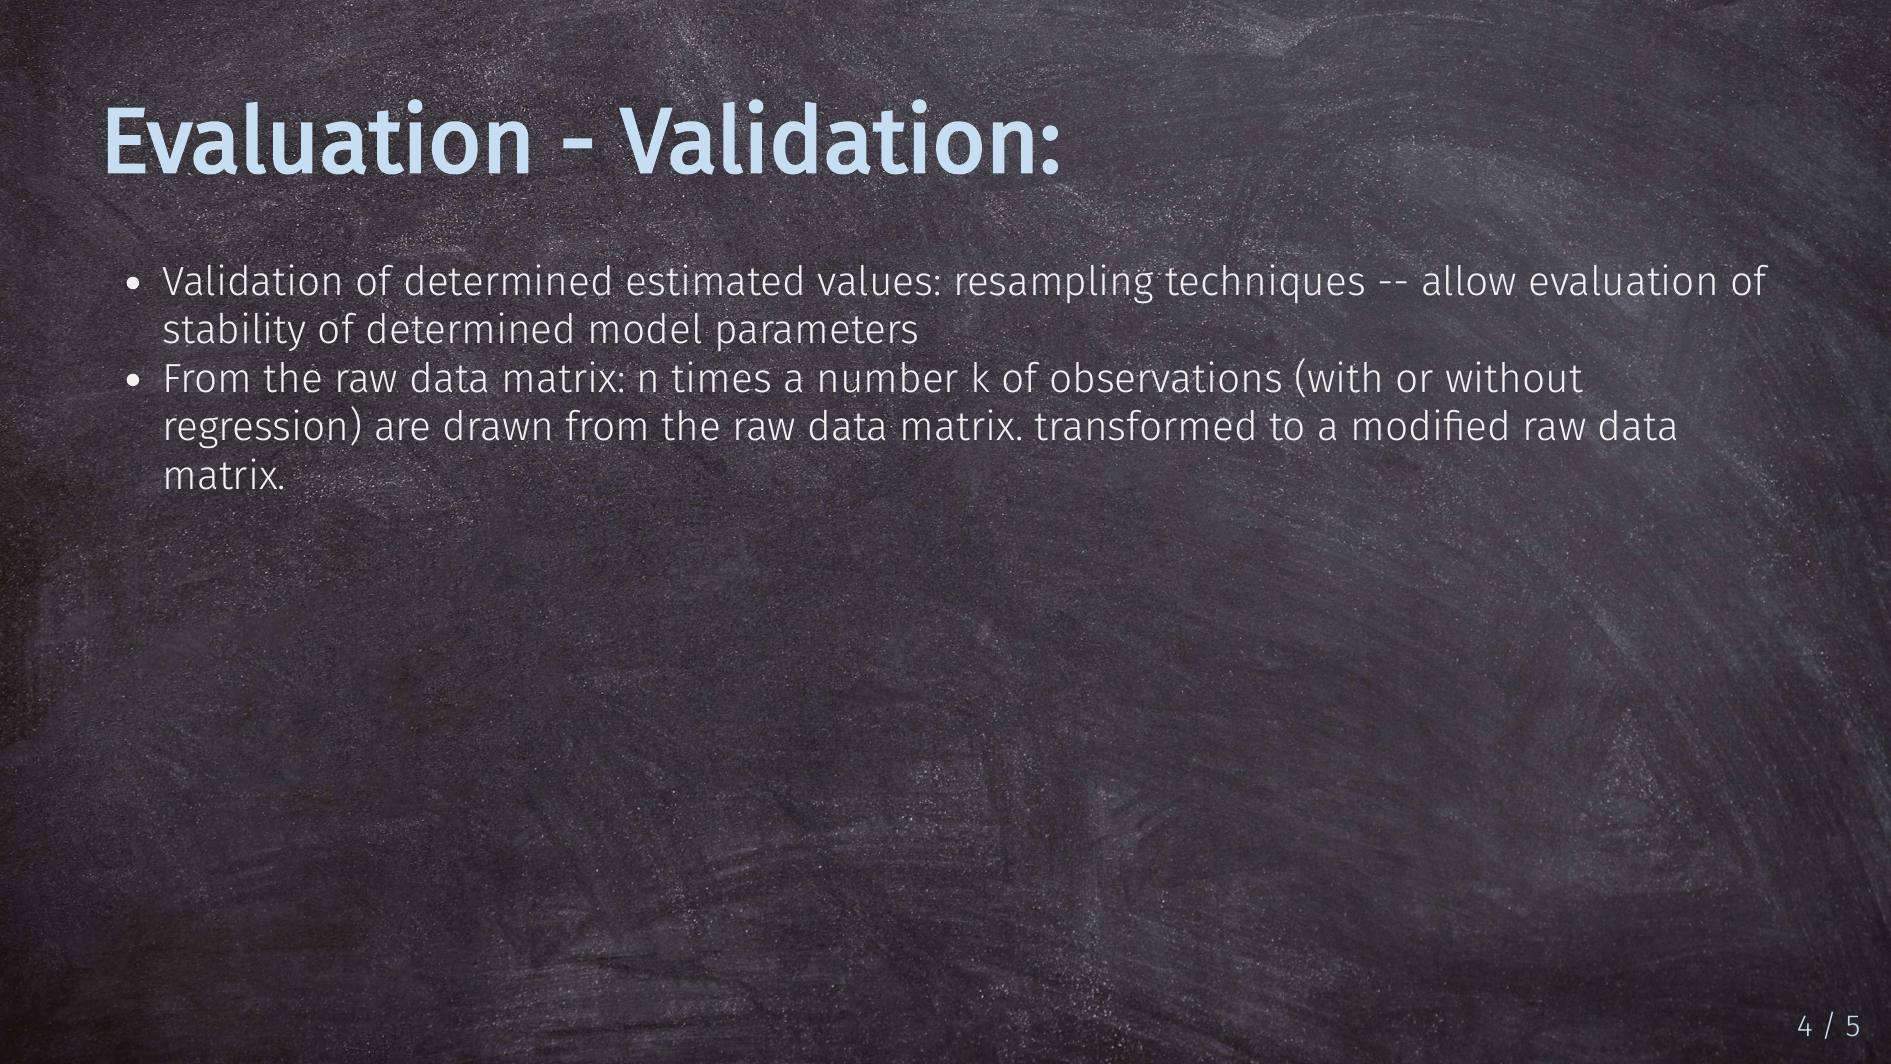 Evaluation - Validation:
• Validation of determined estimated values: resampling techniques -- allow evaluation of
stability of determined model parameters
• From the raw data matrix: n times a number k of observations (with or without
regression) are drawn from the raw data matrix. transformed to a modified raw data
matrix.
4 / 5